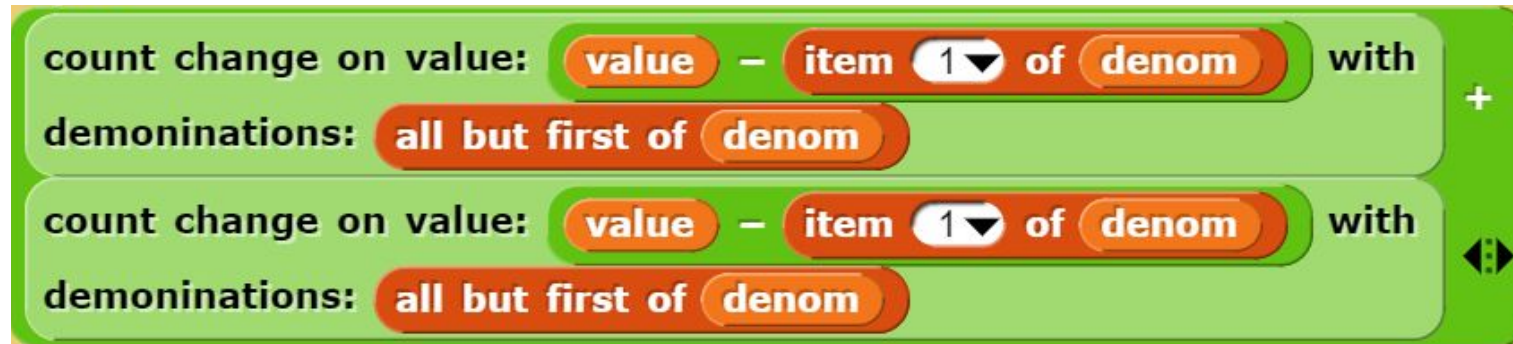 count change on value: value − item 1 of denom with
+
demoninations: all but first of denom
count change on value: value − item 1 of denom with
demoninations: all but first of denom